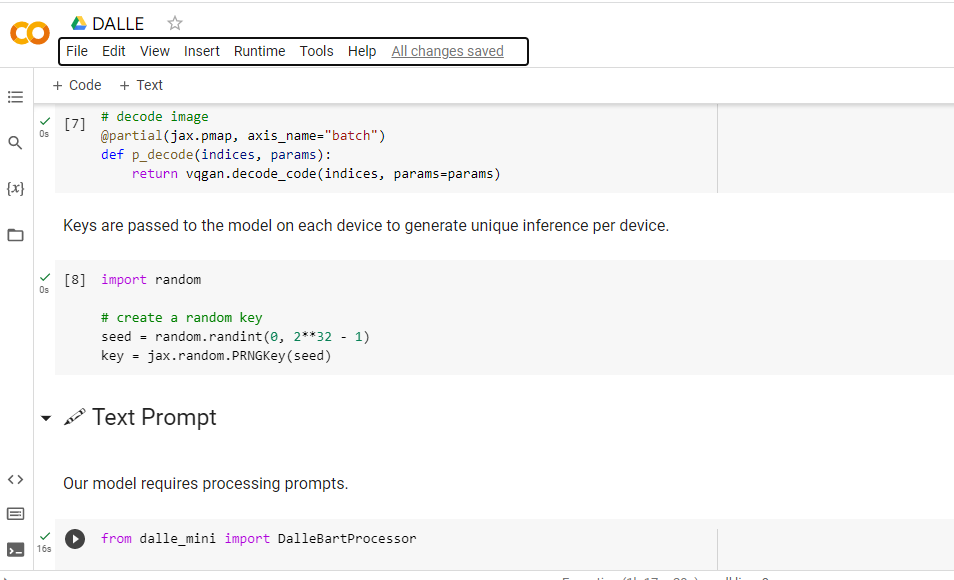 DALLE
File Edit View Insert Runtime Tools Help All changes saved
+ Code + Text
0s
[7]
# decode image
@partial(jax.pmap, axis_name="batch")
def p_decode(indices, params):
return vqgan.decode_code(indices, params=params)
{x}
Keys are passed to the model on each device to generate unique inference per device.
0s
[8] import random
# create a random key
seed = random.randint(0, 2**32 - 1)
key = jax.random.PRNGKey(seed)
Text Prompt
Our model requires processing prompts.
16s
from dalle_mini import DalleBartProcessor